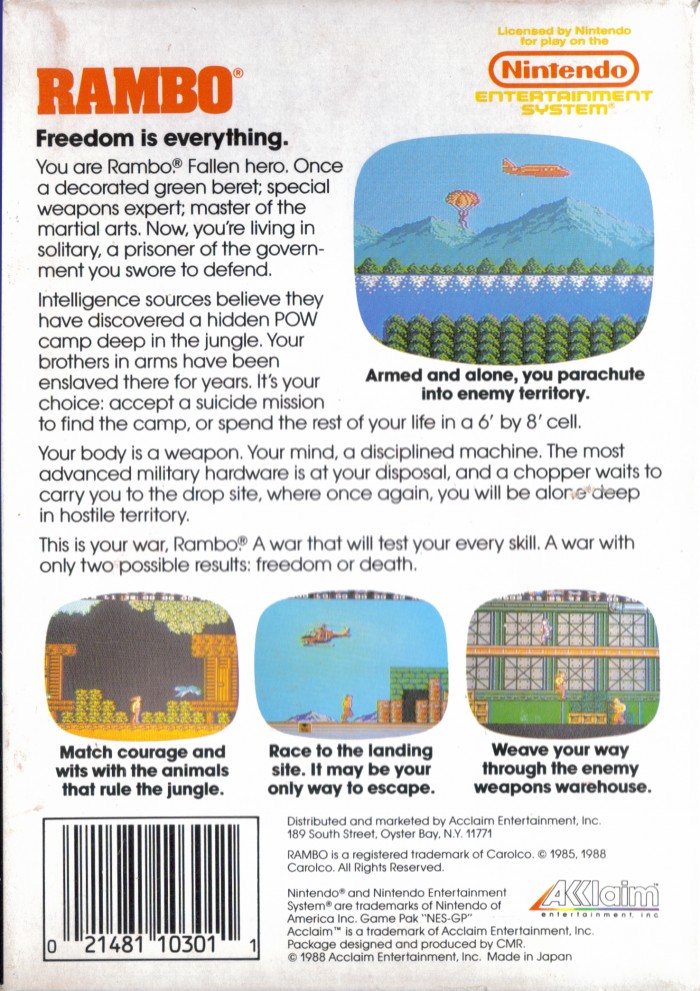 Licensed by Nintendo
for play on the
Nintendo
ENTERTAINMENT
SYSTEM®
RAMBO®
Freedom is everything.
You are Rambo.® Fallen hero. Once
a decorated green beret; special
weapons expert; master of the
martial arts. Now, you're living in
solitary, a prisoner of the govern-
ment you swore to defend.
Intelligence sources believe they
have discovered a hidden POW
camp deep in the jungle. Your
brothers in arms have been
enslaved there for years. It's your
choice: accept a suicide mission
to find the camp, or spend the rest of your life in a 6' by 8' cell.
Armed and alone, you parachute
into enemy territory.
Your body is a weapon. Your mind, a disciplined machine. The most
advanced military hardware is at your disposal, and a chopper waits to
carry you to the drop site, where once again, you will be alone deep
in hostile territory.
This is your war, Rambo.® A war that will test your every skill. A war with
only two possible results: freedom or death.
Match courage and
wits with the animals
that rule the jungle.
Race to the landing
site. It may be your
only way to escape.
Weave your way
through the enemy
weapons warehouse.
0 21481 10301 1
Distributed and marketed by Acclaim Entertainment, Inc.
189 South Street, Oyster Bay, N.Y. 11771
RAMBO is a registered trademark of Carolco. © 1985, 1988
Carolco. All Rights Reserved.
Nintendo® and Nintendo Entertainment
System® are trademarks of Nintendo of
America Inc. Game Pak "NES-GP"
Acclaim™ is a trademark of Acclaim Entertainment, Inc.
Package designed and produced by CMR.
© 1988 Acclaim Entertainment, Inc. Made in Japan
AKKlaim™
entertainment, inc.